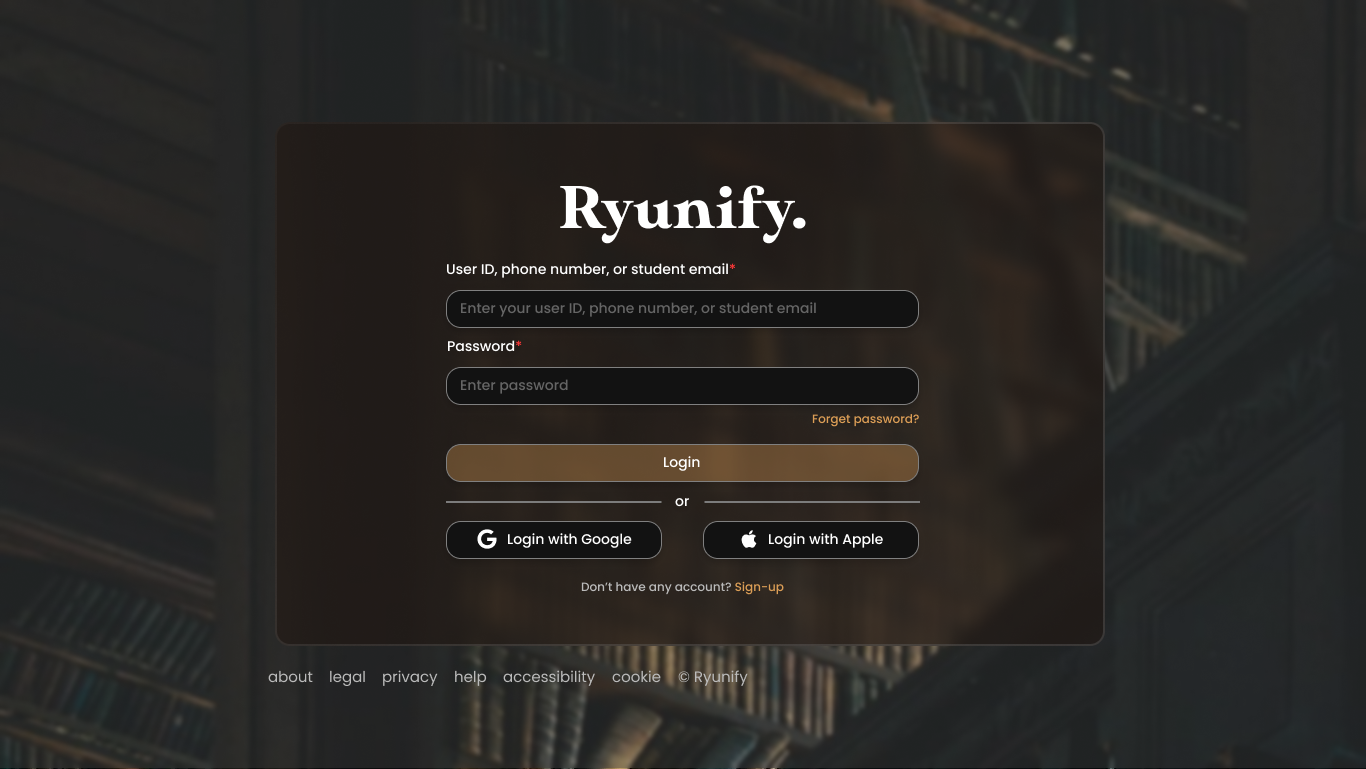 Ryunify.
User ID, phone number, or student email*
Enter your user ID, phone number, or student email
Password*
Enter password
Forget password?
Login
or
Login with Google
Login with Apple
Don’t have any account? Sign-up
about legal privacy help accessibility cookie © Ryunify